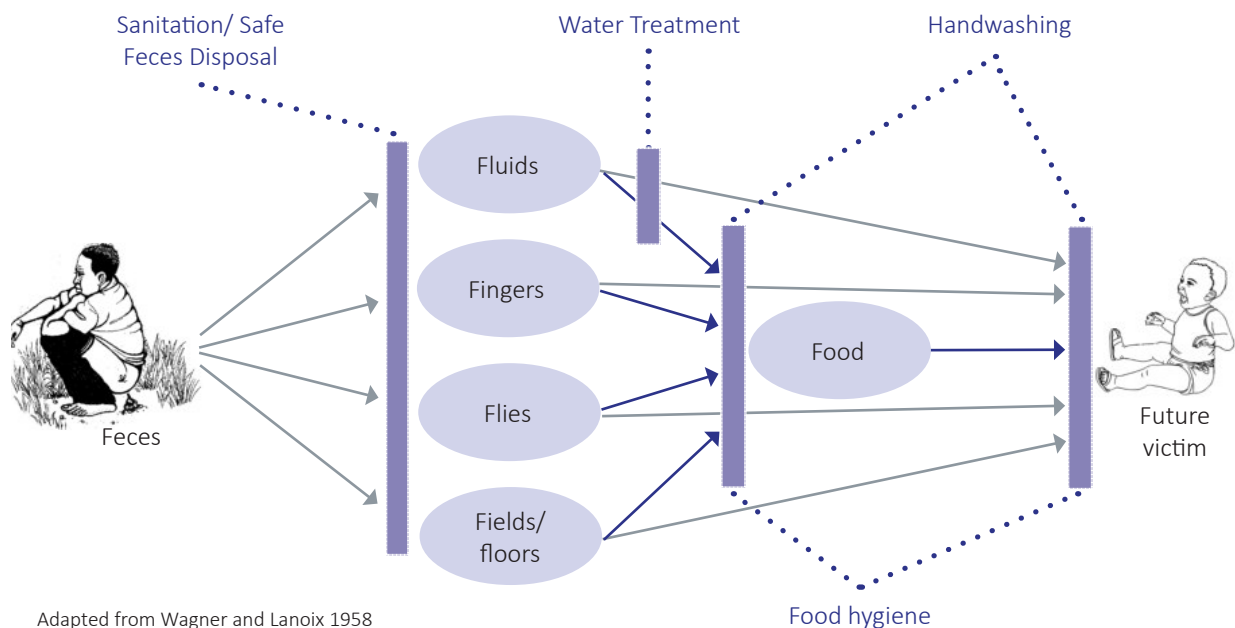 Sanitation/ Safe
Feces Disposal
Water Treatment
Handwashing
Fluids
Fingers
Food
Flies
Feces
Future
victim
Fields/
floors
Food hygiene
Adapted from Wagner and Lanoix 1958